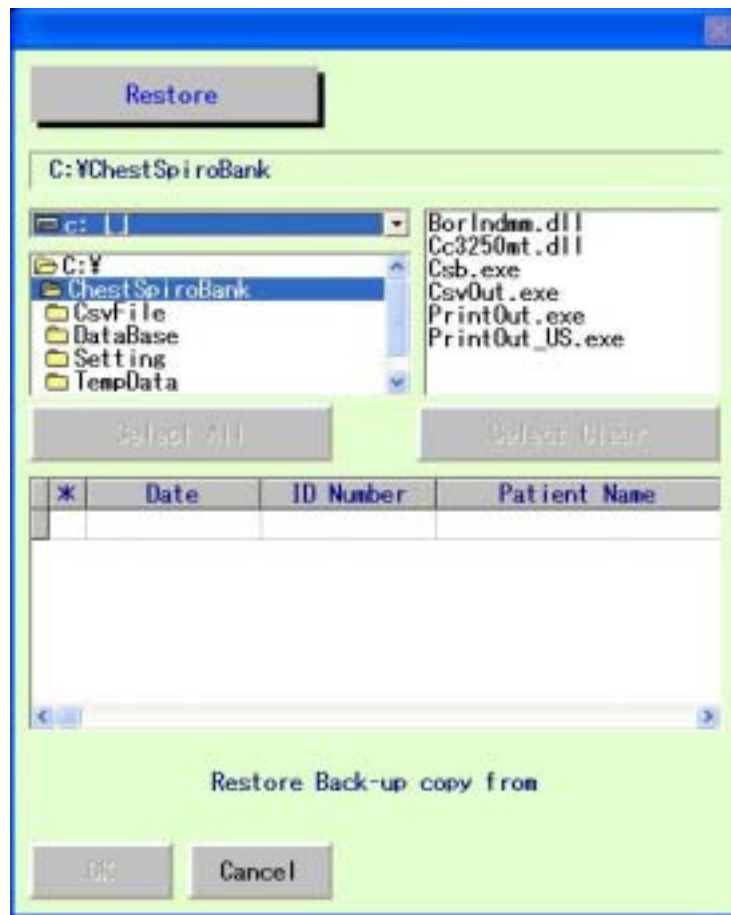 Restore
C:¥ChestSpiroBank
c: []
C:¥
ChestSpiroBank
CsvFile
DataBase
Setting
TempData
Borlndmm.dll
Cc3250mt.dll
Csb.exe
CsvOut.exe
PrintOut.exe
PrintOut_US.exe
Select All
Select Clear
* Date ID Number Patient Name
Restore Back-up copy from
OK Cancel